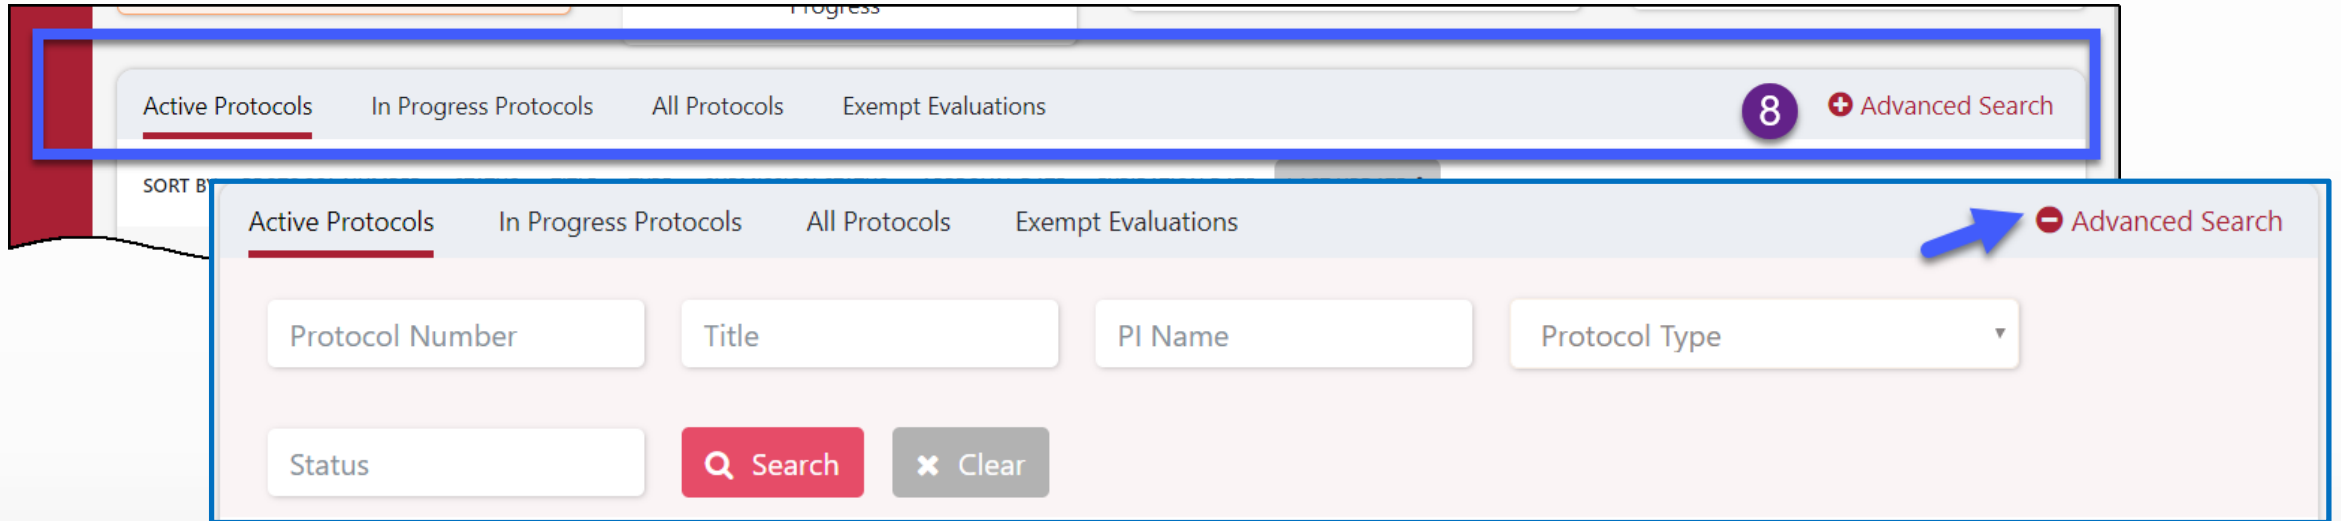 Progress
Active Protocols In Progress Protocols All Protocols Exempt Evaluations 8 Advanced Search
SORT BY
Active Protocols In Progress Protocols All Protocols Exempt Evaluations Advanced Search
Protocol Number Title PI Name Protocol Type
Status Search Clear